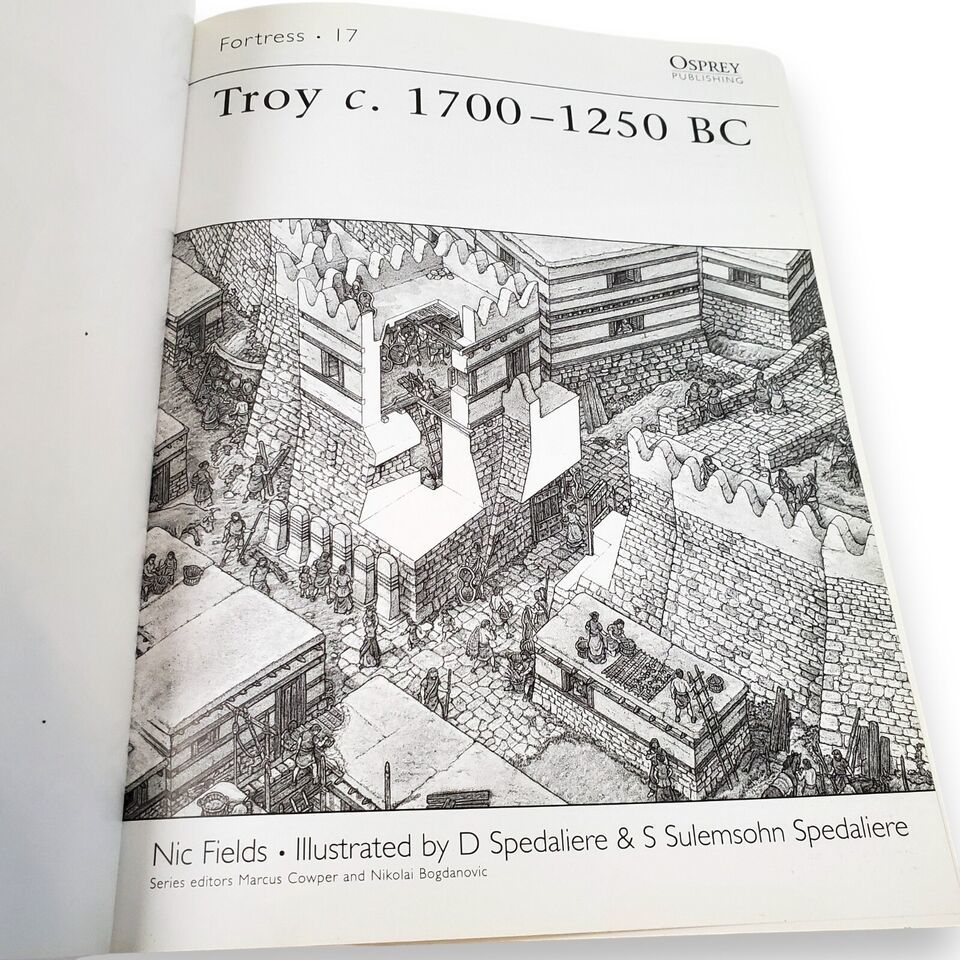 Fortress • 17
OSPREY
PUBLISHING
Troy c. 1700–1250 BC
Nic Fields • Illustrated by D Spedaliere & S Sulemsohn Spedaliere
Series editors Marcus Cowper and Nikolai Bogdanovic